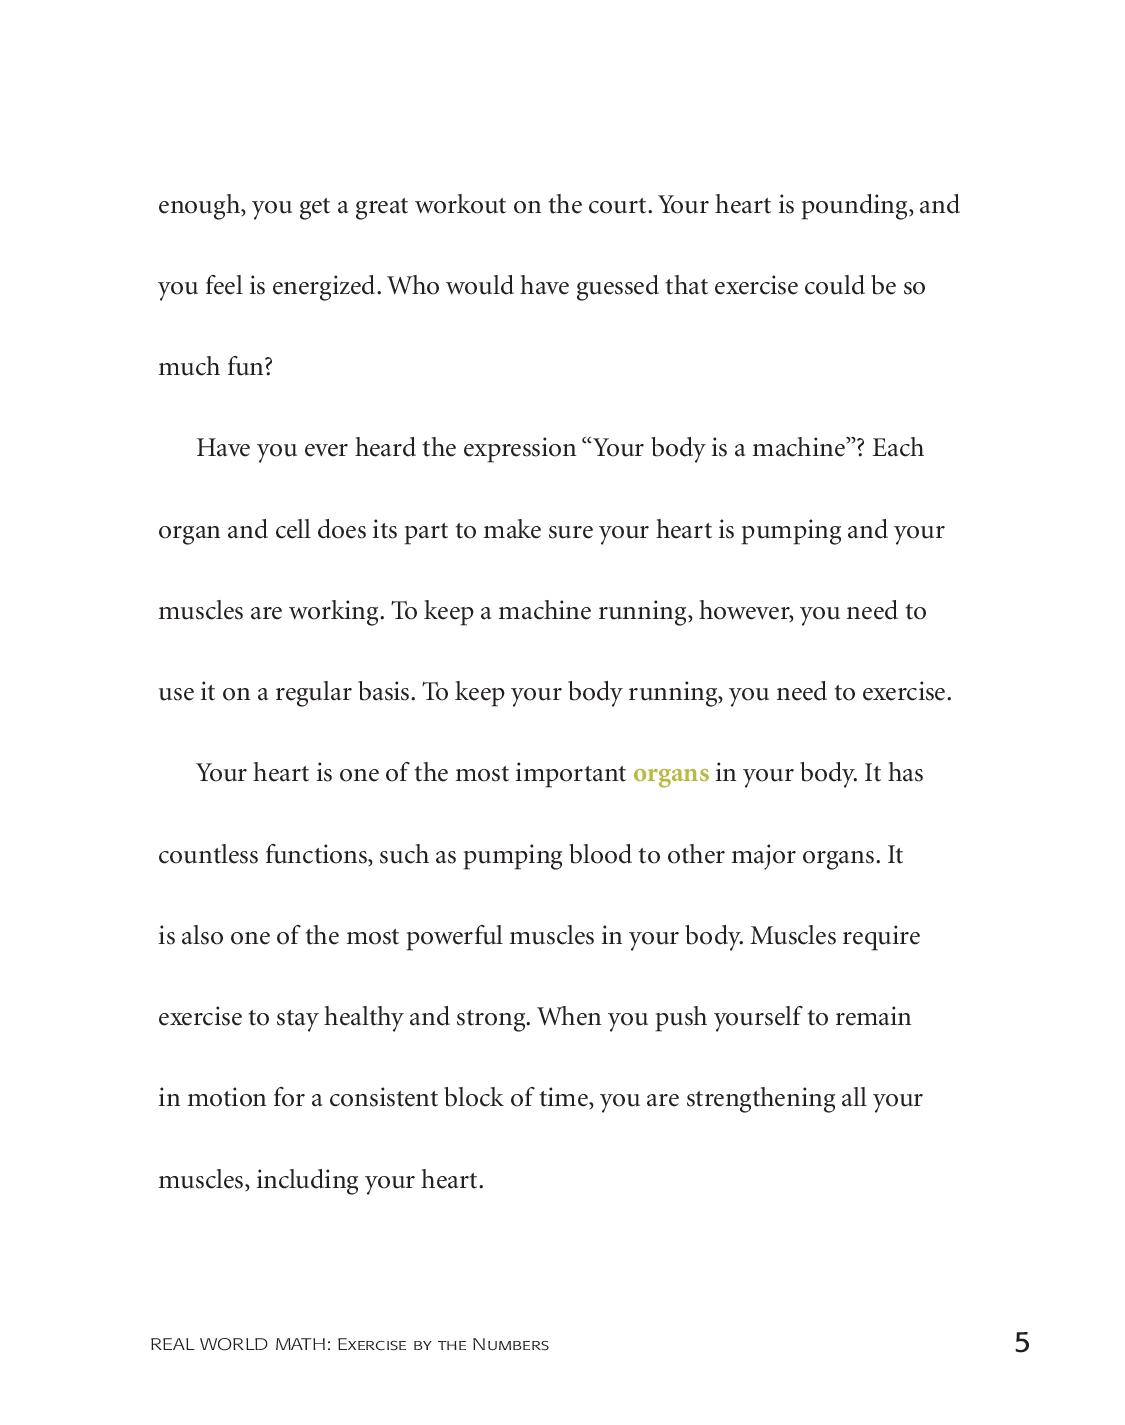 enough, you get a great workout on the court. Your heart is pounding, and
you feel is energized. Who would have guessed that exercise could be so
much fun?
Have you ever heard the expression “Your body is a machine”? Each
organ and cell does its part to make sure your heart is pumping and your
muscles are working. To keep a machine running, however, you need to
use it on a regular basis. To keep your body running, you need to exercise.
Your heart is one of the most important organs in your body. It has
countless functions, such as pumping blood to other major organs. It
is also one of the most powerful muscles in your body. Muscles require
exercise to stay healthy and strong. When you push yourself to remain
in motion for a consistent block of time, you are strengthening all your
muscles, including your heart.
REAL WORLD MATH: Exercise by the Numbers 5